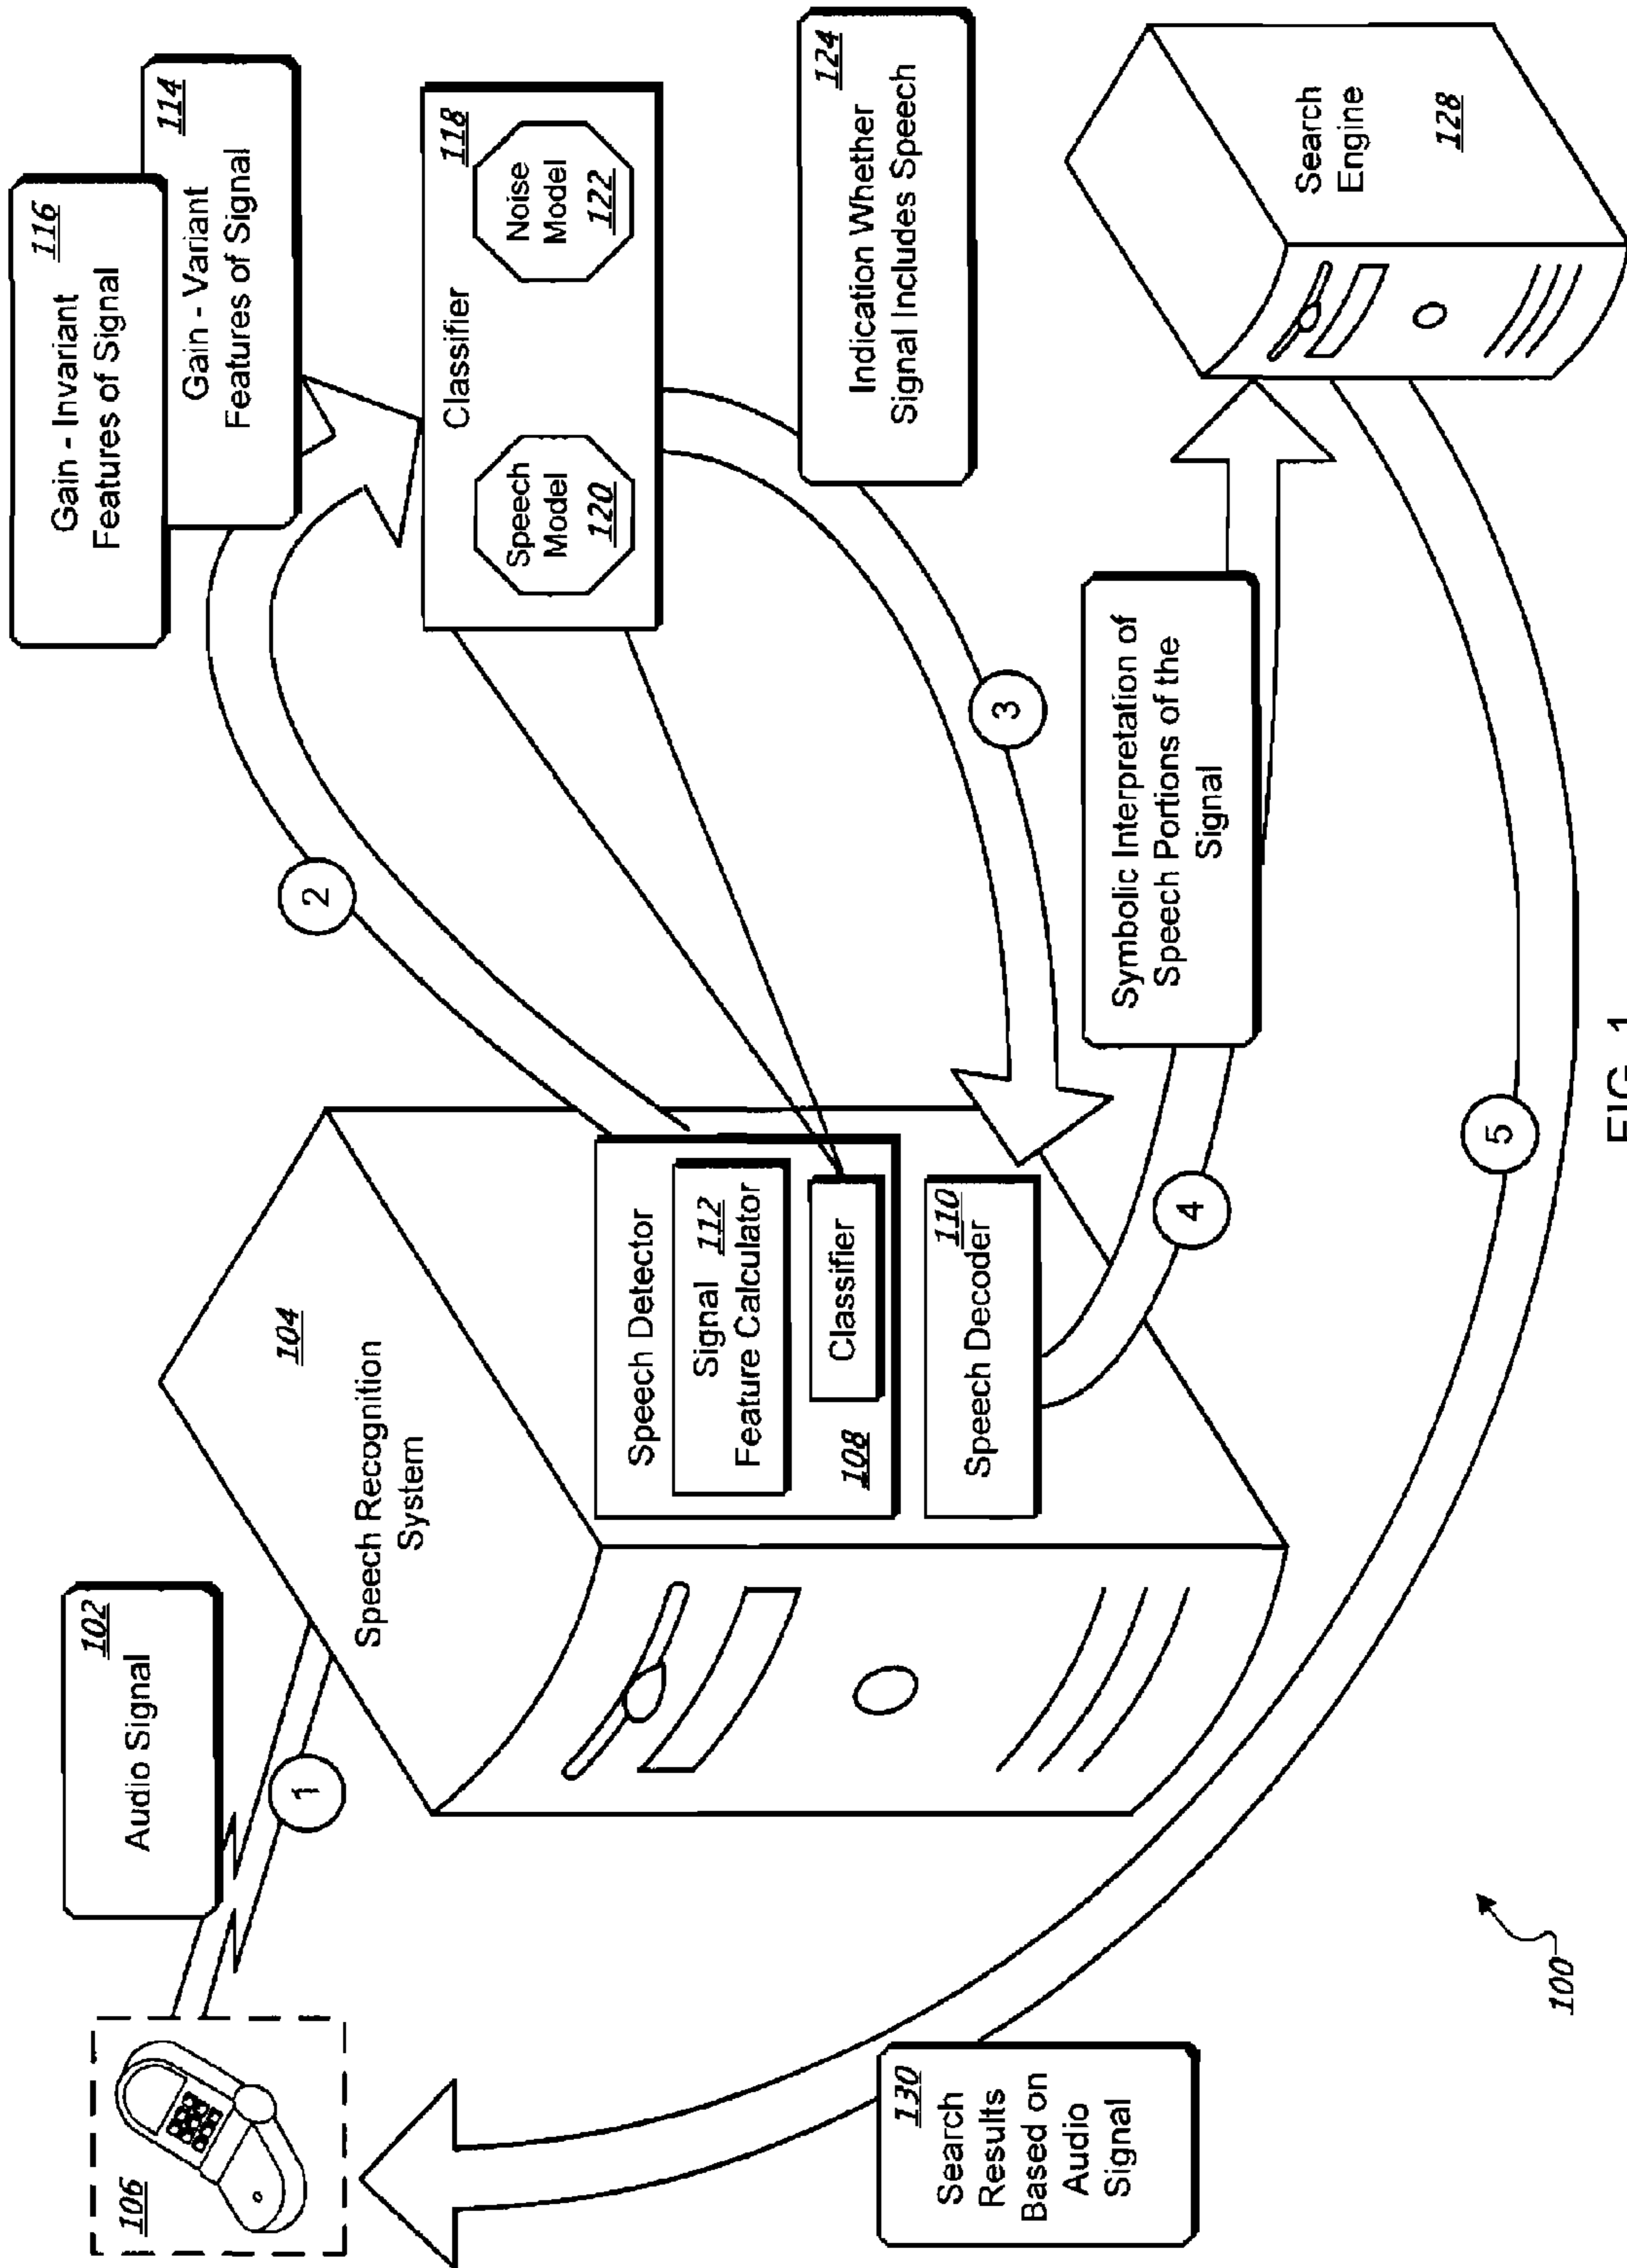 106
102
Audio Signal
1
104
Speech Recognition
System
Speech Detector
Signal 112
Feature Calculator
Classifier
108
110
Speech Decoder
2
116
Gain - Invariant
Features of Signal
114
Gain - Variant
Features of Signal
118
Classifier
Speech
Model
120
Noise
Model
122
124
Indication Whether
Signal Includes Speech
3
Symbolic Interpretation of
Speech Portions of the
Signal
4
Search
Engine
128
5
130
Search
Results
Based on
Audio
Signal
100
FIG. 1